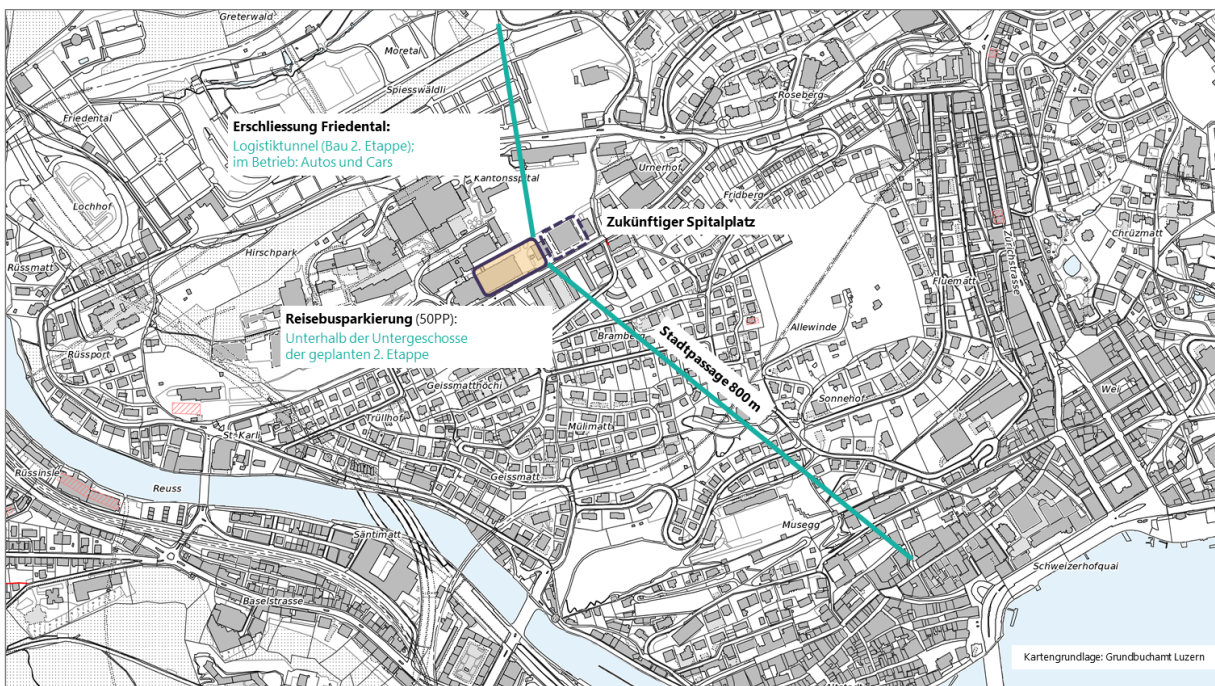 Greterwald
Moretal
Spiesswäldli
Roseberg
Friedental
Erschliessung Friedental:
Logistiktunnel (Bau 2. Etappe);
im Betrieb: Autos und Cars
Urnerhof
Kantonsspital
Fridberg
Lochhof
Zukünftiger Spitalplatz
Chrüzmatt
Zürichstrasse
Hirschpark
Rüssmatt
Fluematt
Reisebusparkierung (50PP):
Unterhalb der Untergeschosse
der geplanten 2. Etappe
Allewinde
Bramberg
Rüssport
Stadtpassage 800 m
Geissmatthöchi
Wei
Sonnehof
Trüllhof
Mülimatt
St. Karli
Rüssinsle
Geissmatt
Reuss
Musegg
Säntimatt
Schweizerhofquai
Baselstrasse
Kartengrundlage: Grundbuchamt Luzern